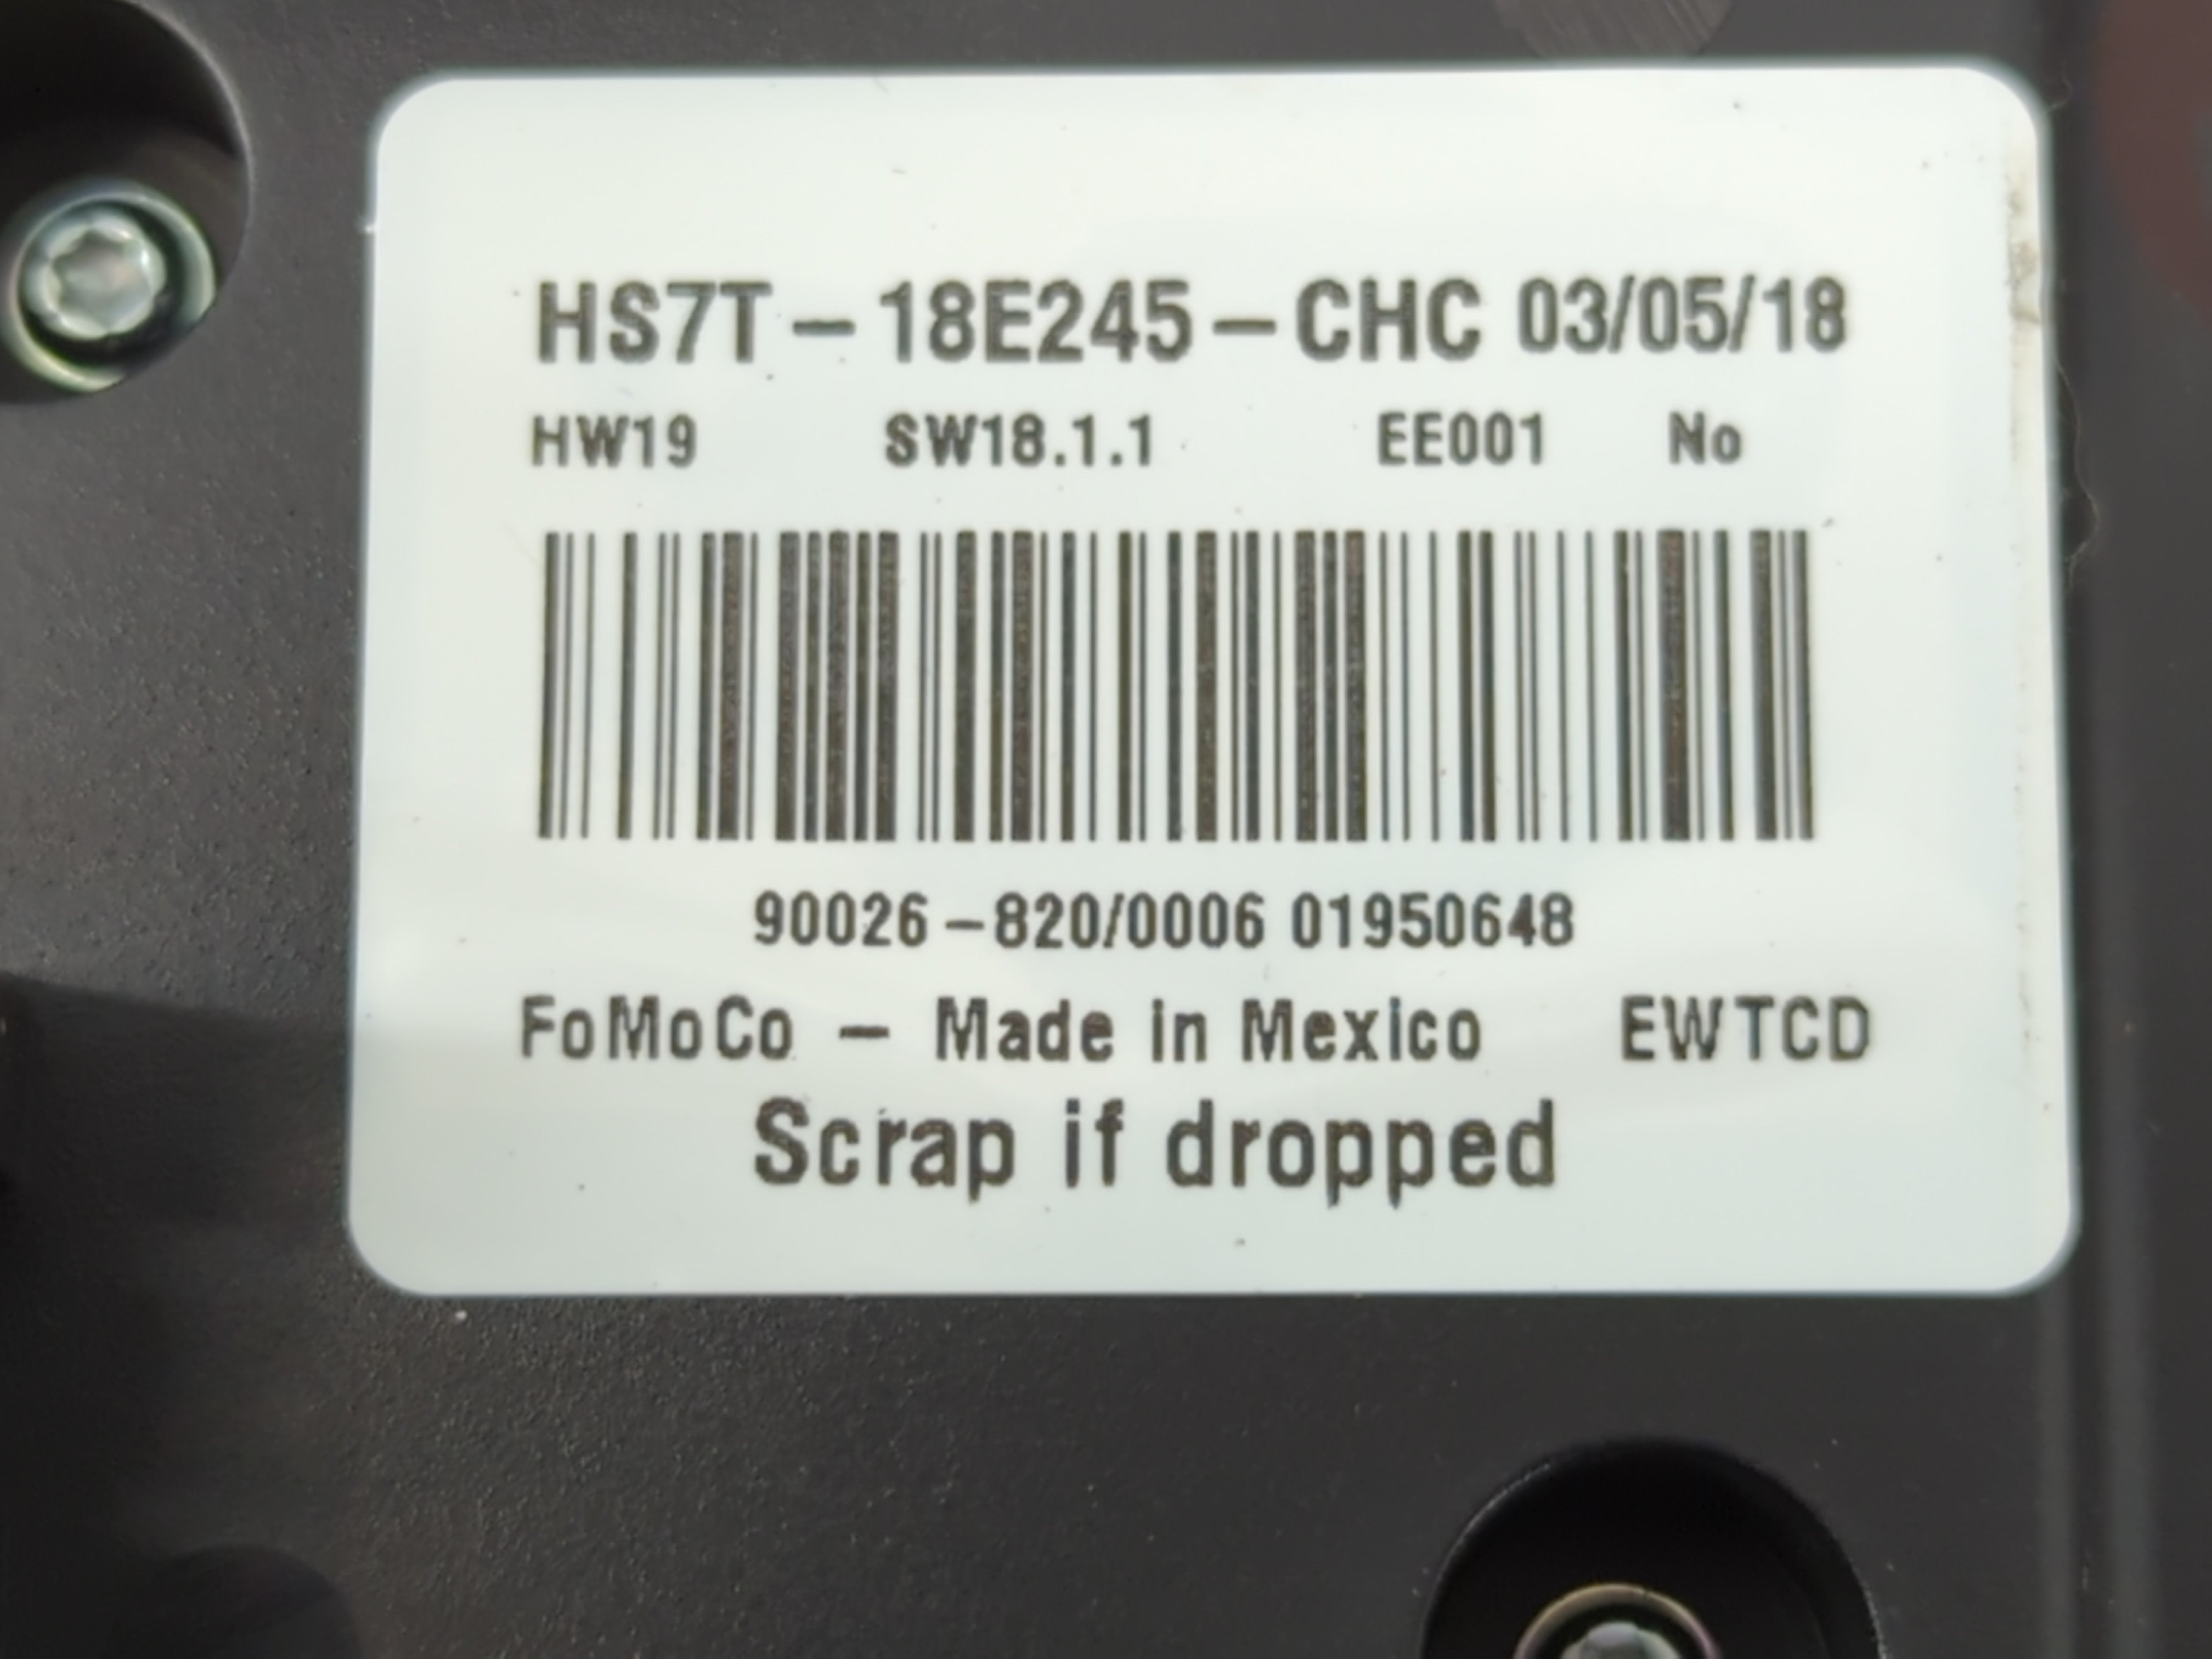 HS7T-18E245-CHC 03/05/18
HW19 SW18.1.1 EE001 No
90026-820/0006 01950648
FoMoCo - Made in Mexico EWTCD
Scrap if dropped